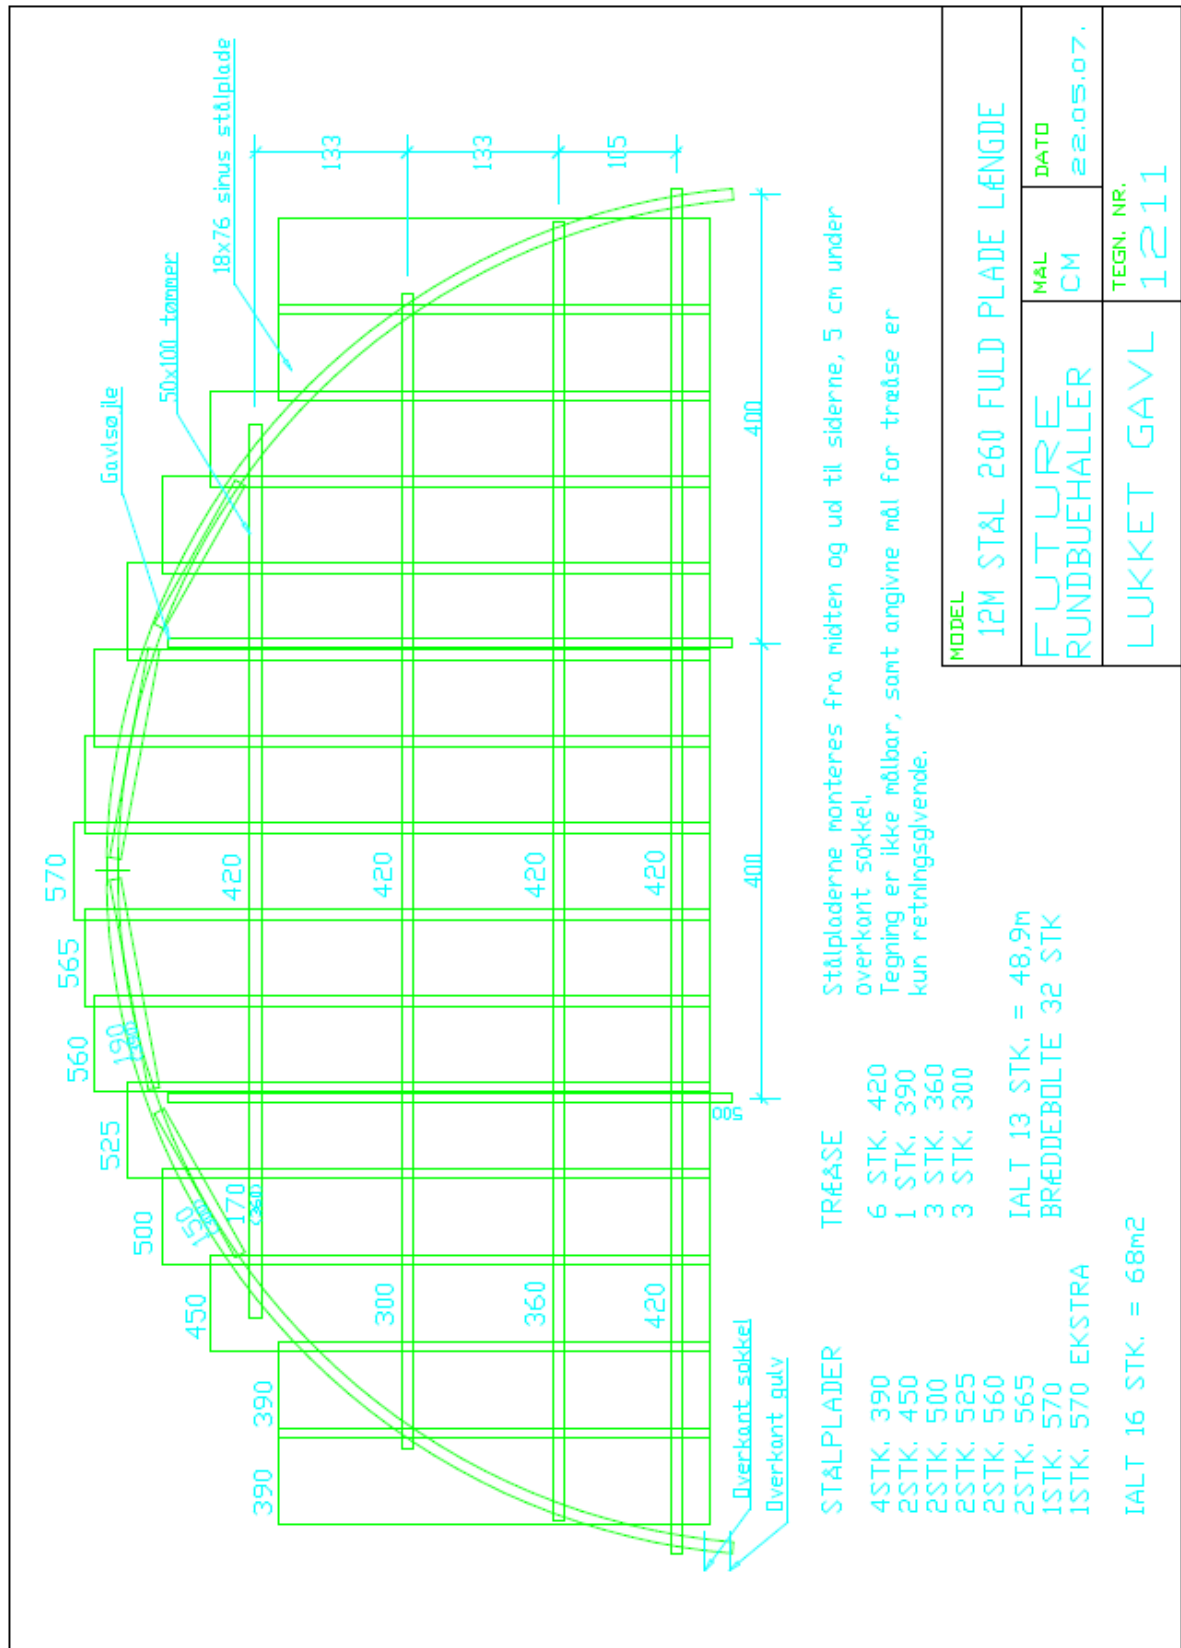 Gavlsøjle
50x100 tømmer
18x76 sinus stålplade
570
565
560
525
500
450
390
390
190
150
170
(360)
420
420
420
420
300
360
420
133
133
105
400
400
500
Overkant sokkel
Overkant gulv
Stålpladerne monteres fra midten og ud til siderne, 5 cm under
overkant sokkel.
Tegning er ikke målbar, samt angivne mål for træåse er
kun retningsgivende.
STÅLPLADER
4STK. 390
2STK. 450
2STK. 500
2STK. 525
2STK. 560
2STK. 565
1STK. 570
1STK. 570 EKSTRA
IALT 16 STK. = 68m2
TRÆÅSE
6 STK. 420
1 STK. 390
3 STK. 360
3 STK. 300
IALT 13 STK. = 48,9m
BRÆDDEBOLTE 32 STK
MODEL
12M STÅL 260 FULD PLADE LÆNGDE
FUTURE
RUNDBUEHALLER
MÅL
CM
DATO
22.05.07.
LUKKET GAVL
TEGN. NR.
1211